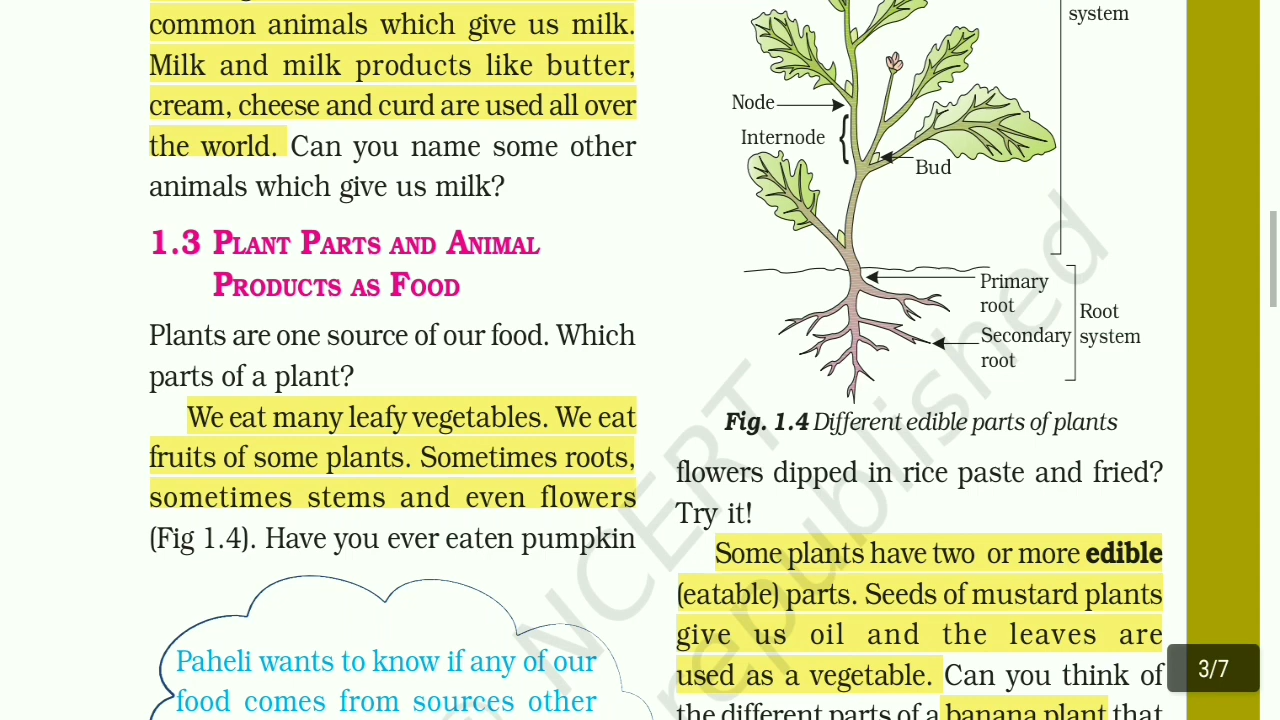 common animals which give us milk.
Milk and milk products like butter,
cream, cheese and curd are used all over
the world. Can you name some other
animals which give us milk?
1.3 PLANT PARTS AND ANIMAL
PRODUCTS AS FOOD
Plants are one source of our food. Which
parts of a plant?
We eat many leafy vegetables. We eat
fruits of some plants. Sometimes roots,
sometimes stems and even flowers
(Fig 1.4). Have you ever eaten pumpkin
Paheli wants to know if any of our
food comes from sources other
system
Node
Internode
Bud
Primary
root
Secondary
root
Root
system
Fig. 1.4 Different edible parts of plants
flowers dipped in rice paste and fried?
Try it!
Some plants have two or more edible
(eatable) parts. Seeds of mustard plants
give us oil and the leaves are
used as a vegetable. Can you think of
the different parts of a banana plant that
NCERT
republished
3/7